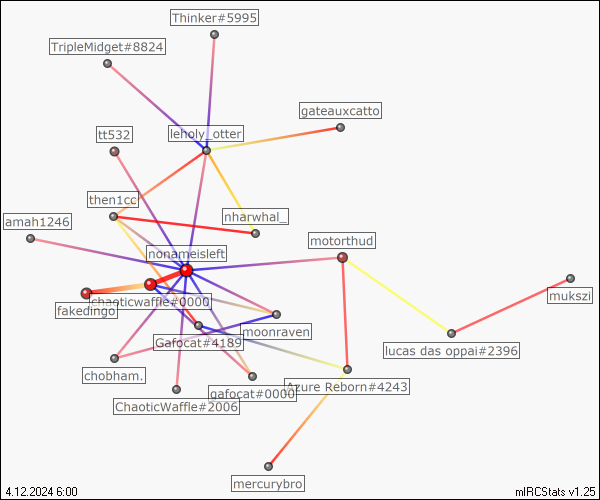 Thinker#5995
TripleMidget#8824
gateauxcatto
tt532
leholy_otter
then1cc
nharwhal_
amah1246
motorthud
nonameisleft
mukszi
chaoticwaffle#0000
fakedingo
moonraven
Gafocat#4189
lucas das oppai#2396
chobham.
Azure Reborn#4243
gafocat#0000
ChaoticWaffle#2006
mercurybro
4.12.2024 6:00
mIRCStats v1.25